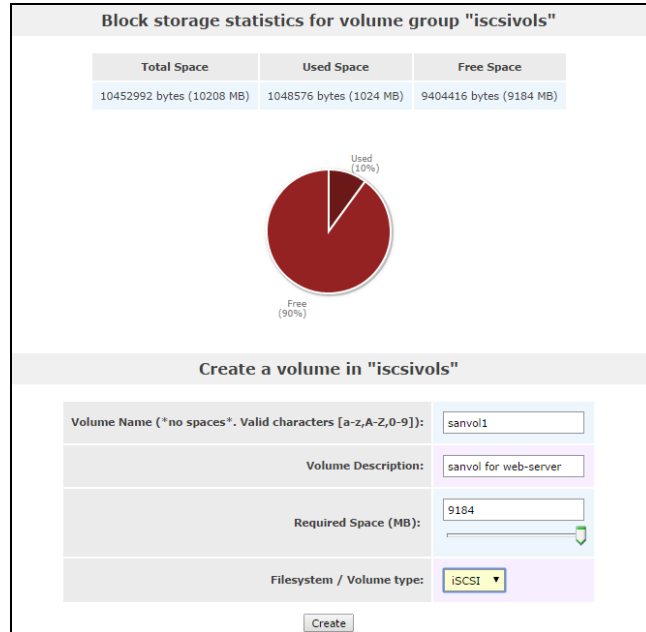 Block storage statistics for volume group "iscsivols"
Total Space Used Space Free Space
10452992 bytes (10208 MB) 1048576 bytes (1024 MB) 9404416 bytes (9184 MB)
Used
(10%)
Free
(90%)
Create a volume in "iscsivols"
Volume Name (*no spaces*. Valid characters [a-z,A-Z,0-9]): sanvol1
Volume Description: sanvol for web-server
Required Space (MB): 9184
Filesystem / Volume type: iSCSI
Create